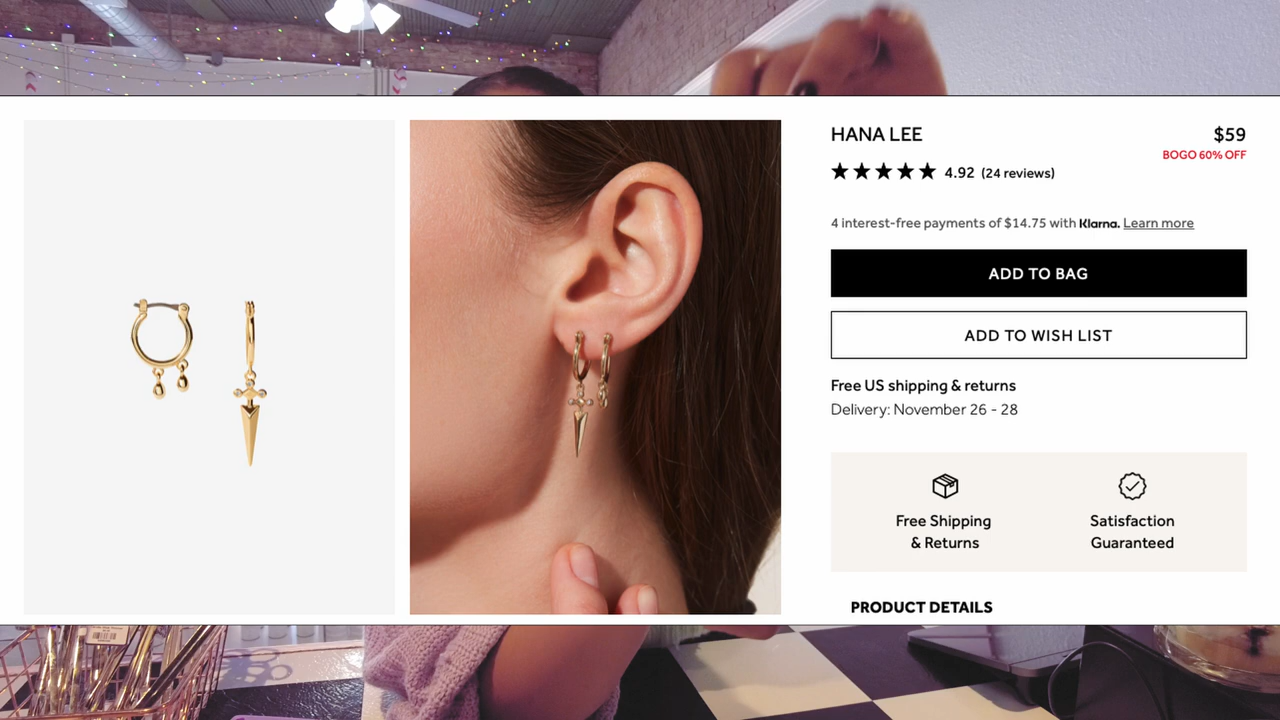 HANA LEE
$59
BOGO 60% OFF
4.92 (24 reviews)
4 interest-free payments of $14.75 with Klarna. Learn more
ADD TO BAG
ADD TO WISH LIST
Free US shipping & returns
Delivery: November 26 - 28
Free Shipping
& Returns
Satisfaction
Guaranteed
PRODUCT DETAILS